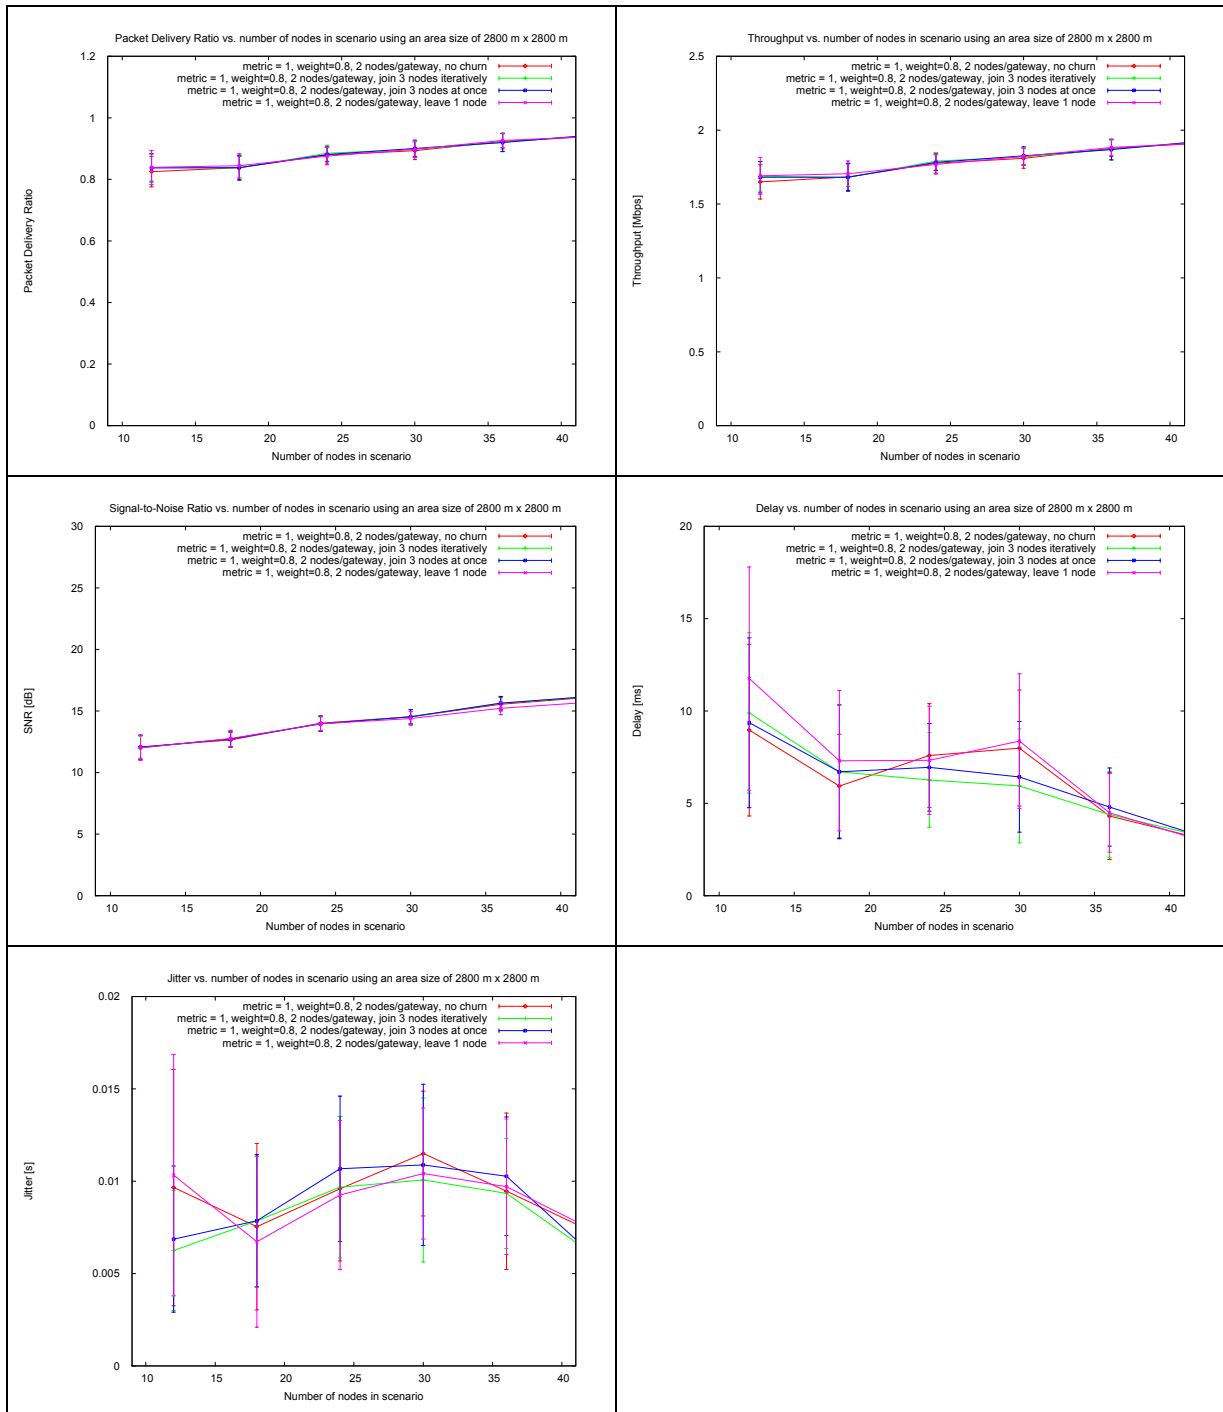 Packet Delivery Ratio vs. number of nodes in scenario using an area size of 2800 m x 2800 m
metric = 1, weight=0.8, 2 nodes/gateway, no churn
metric = 1, weight=0.8, 2 nodes/gateway, join 3 nodes iteratively
metric = 1, weight=0.8, 2 nodes/gateway, join 3 nodes at once
metric = 1, weight=0.8, 2 nodes/gateway, leave 1 node
1.2
1
0.8
0.6
0.4
0.2
0
Packet Delivery Ratio
10 15 20 25 30 35 40
Number of nodes in scenario
Throughput vs. number of nodes in scenario using an area size of 2800 m x 2800 m
metric = 1, weight=0.8, 2 nodes/gateway, no churn
metric = 1, weight=0.8, 2 nodes/gateway, join 3 nodes iteratively
metric = 1, weight=0.8, 2 nodes/gateway, join 3 nodes at once
metric = 1, weight=0.8, 2 nodes/gateway, leave 1 node
2.5
2
1.5
1
0.5
0
Throughput [Mbps]
10 15 20 25 30 35 40
Number of nodes in scenario
Signal-to-Noise Ratio vs. number of nodes in scenario using an area size of 2800 m x 2800 m
metric = 1, weight=0.8, 2 nodes/gateway, no churn
metric = 1, weight=0.8, 2 nodes/gateway, join 3 nodes iteratively
metric = 1, weight=0.8, 2 nodes/gateway, join 3 nodes at once
metric = 1, weight=0.8, 2 nodes/gateway, leave 1 node
30
25
20
15
10
5
0
SNR [dB]
10 15 20 25 30 35 40
Number of nodes in scenario
Delay vs. number of nodes in scenario using an area size of 2800 m x 2800 m
metric = 1, weight=0.8, 2 nodes/gateway, no churn
metric = 1, weight=0.8, 2 nodes/gateway, join 3 nodes iteratively
metric = 1, weight=0.8, 2 nodes/gateway, join 3 nodes at once
metric = 1, weight=0.8, 2 nodes/gateway, leave 1 node
20
15
10
5
0
Delay [ms]
10 15 20 25 30 35 40
Number of nodes in scenario
Jitter vs. number of nodes in scenario using an area size of 2800 m x 2800 m
metric = 1, weight=0.8, 2 nodes/gateway, no churn
metric = 1, weight=0.8, 2 nodes/gateway, join 3 nodes iteratively
metric = 1, weight=0.8, 2 nodes/gateway, join 3 nodes at once
metric = 1, weight=0.8, 2 nodes/gateway, leave 1 node
0.02
0.015
0.01
0.005
0
Jitter [s]
10 15 20 25 30 35 40
Number of nodes in scenario